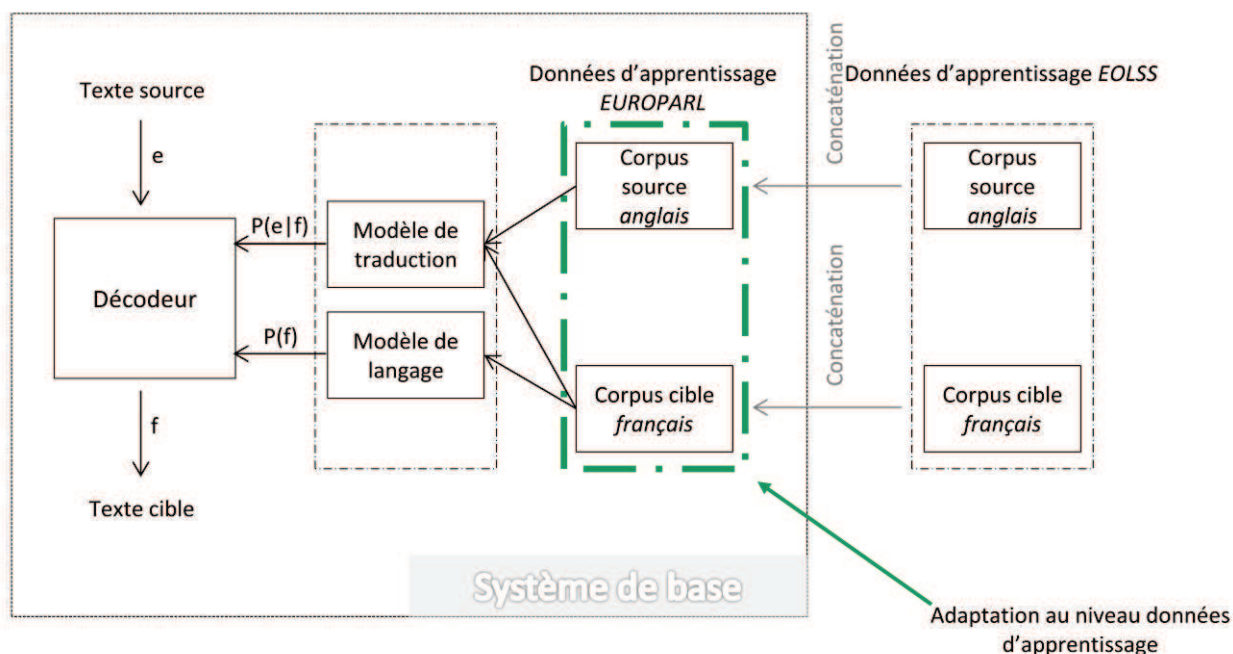 Texte source
e
Décodeur
f
Texte cible
P(e|f)
P(f)
Modèle de
traduction
Modèle de
langage
Données d'apprentissage
EUROPARL
Corpus
source
anglais
Corpus cible
français
Concaténation
Concaténation
Données d'apprentissage EOLSS
Corpus
source
anglais
Corpus cible
français
Système de base
Adaptation au niveau données
d'apprentissage